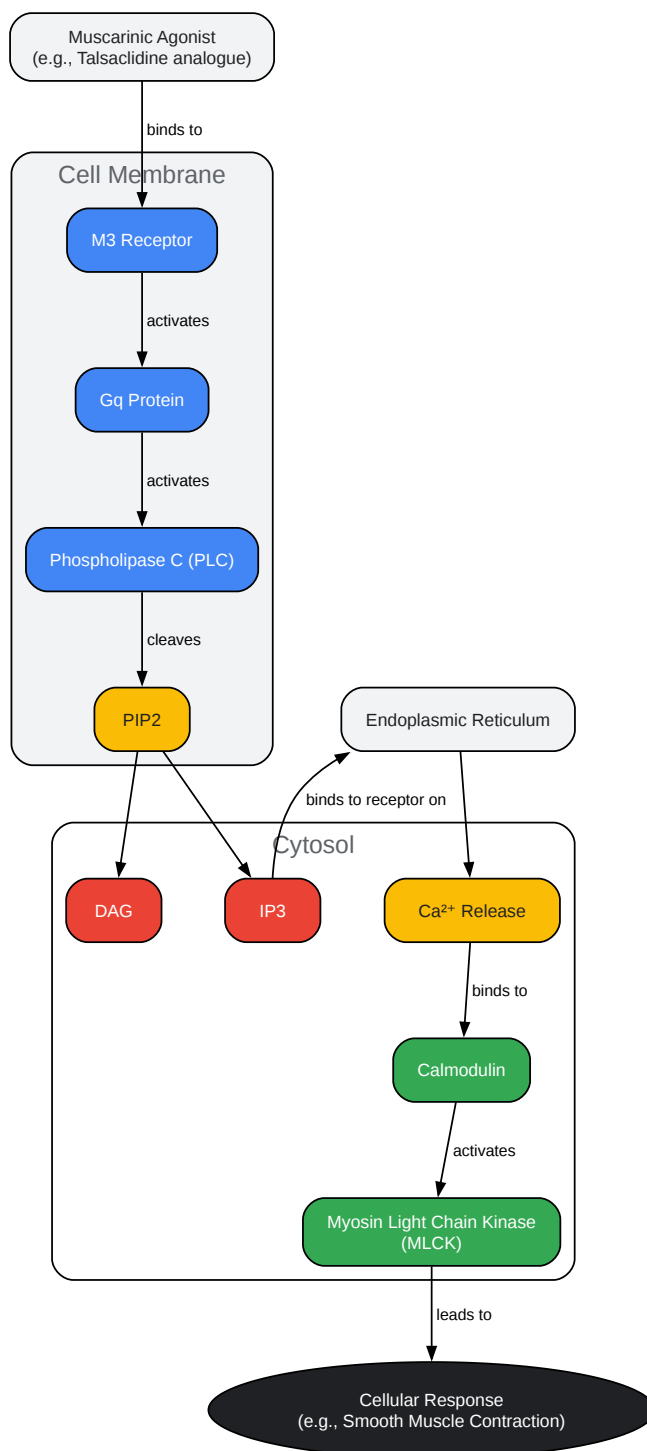 Muscarinic Agonist
(e.g., Talsaclidine analogue)
binds to
Cell Membrane
M3 Receptor
activates
Gq Protein
activates
Phospholipase C (PLC)
cleaves
PIP2
Endoplasmic Reticulum
binds to receptor on
Cytosol
DAG
IP3
Ca²⁺ Release
binds to
Calmodulin
activates
Myosin Light Chain Kinase
(MLCK)
leads to
Cellular Response
(e.g., Smooth Muscle Contraction)